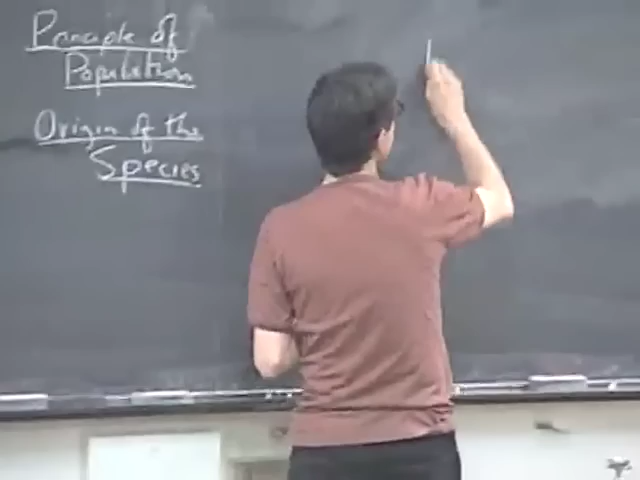 Principle of
Population
Origin of the
Species